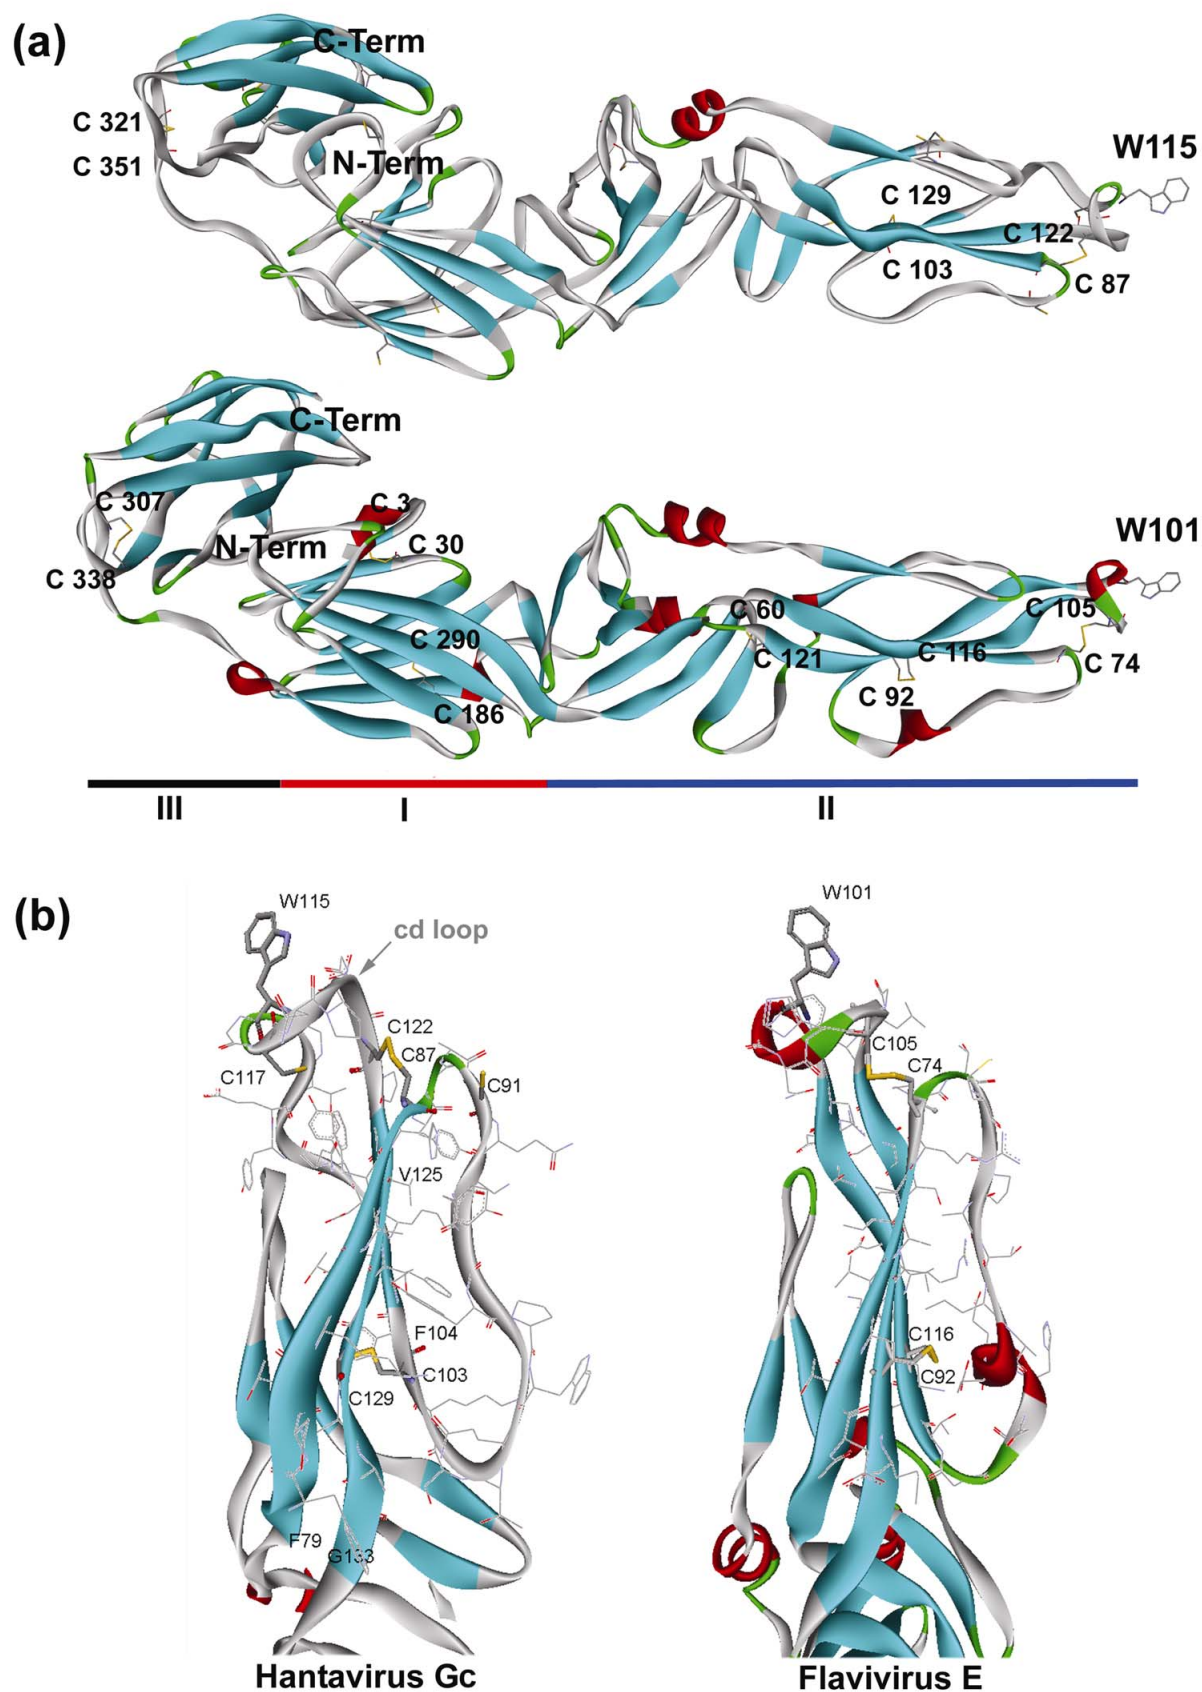 (a)
C-Term
C 321
C 351
N-Term
W115
C 129
C 122
C 103
C 87
C-Term
C 307
C 3
N-Term
C 30
C 338
W101
C 60
C 105
C 290
C 121
C 116
C 74
C 92
C 186
III
I
II
(b)
W115
cd loop
C122
C87
C117
C91
V125
F104
C103
C129
F79
G133
Hantavirus Gc
W101
C105
C74
C116
C92
Flavivirus E